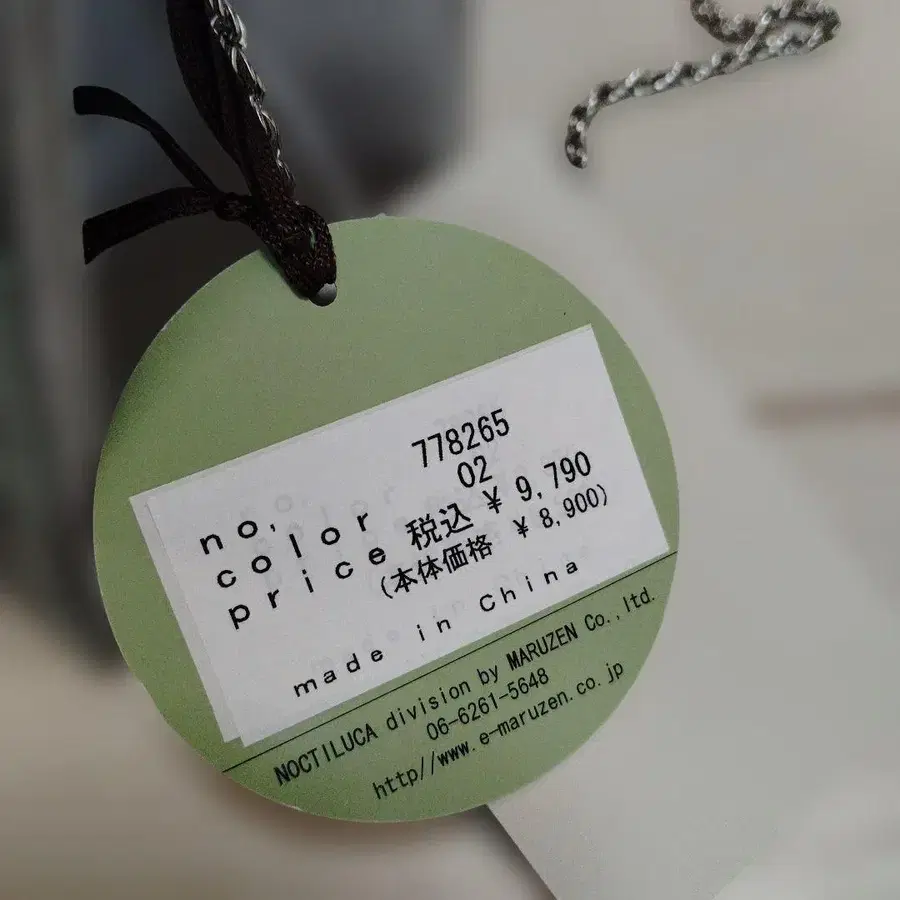 no. 778265
color 02
price 税込 ¥ 9,790
(本体価格 ¥ 8,900)
made in China
NOCTILUCA division by MARUZEN Co.,ltd.
06-6261-5648
http//www.e-maruzen.co.jp